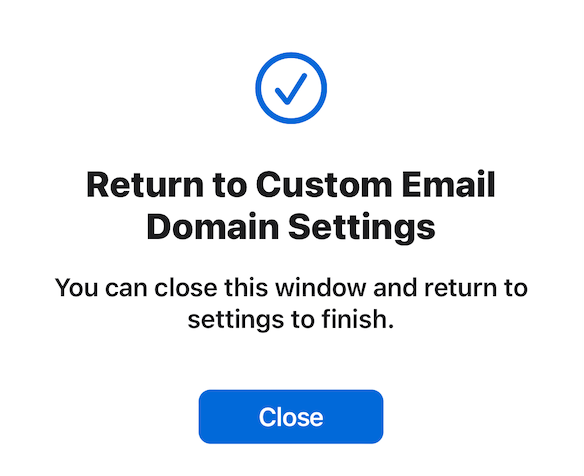 Return to Custom Email
Domain Settings
You can close this window and return to
settings to finish.
Close